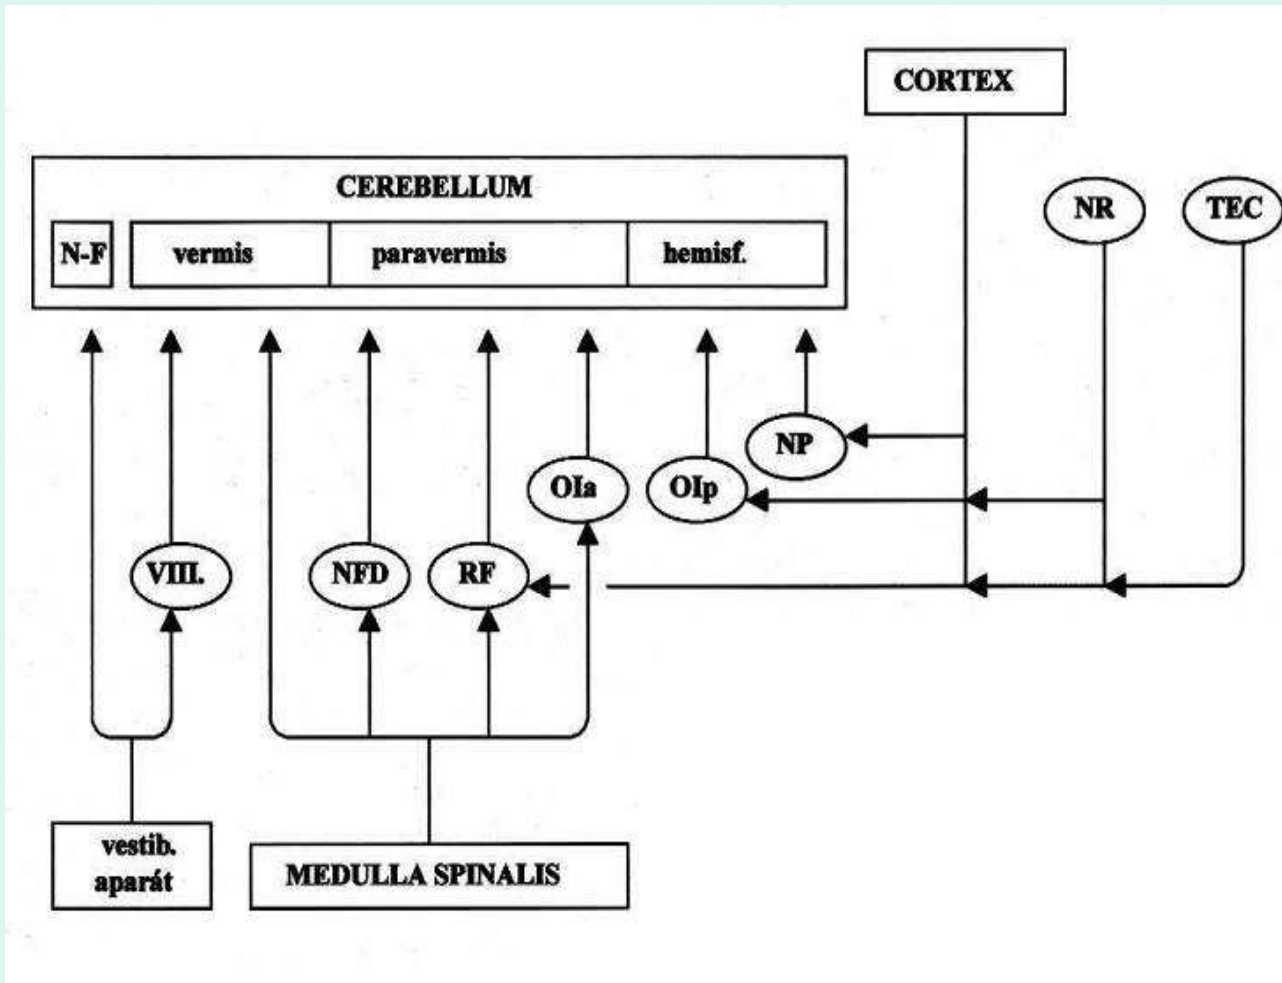 CORTEX
CEREBELLUM
NR
TEC
N-F
vermis
paravermis
hemisf.
NP
OIa
OIp
VIII.
NFD
RF
vestib.
aparát
MEDULLA SPINALIS